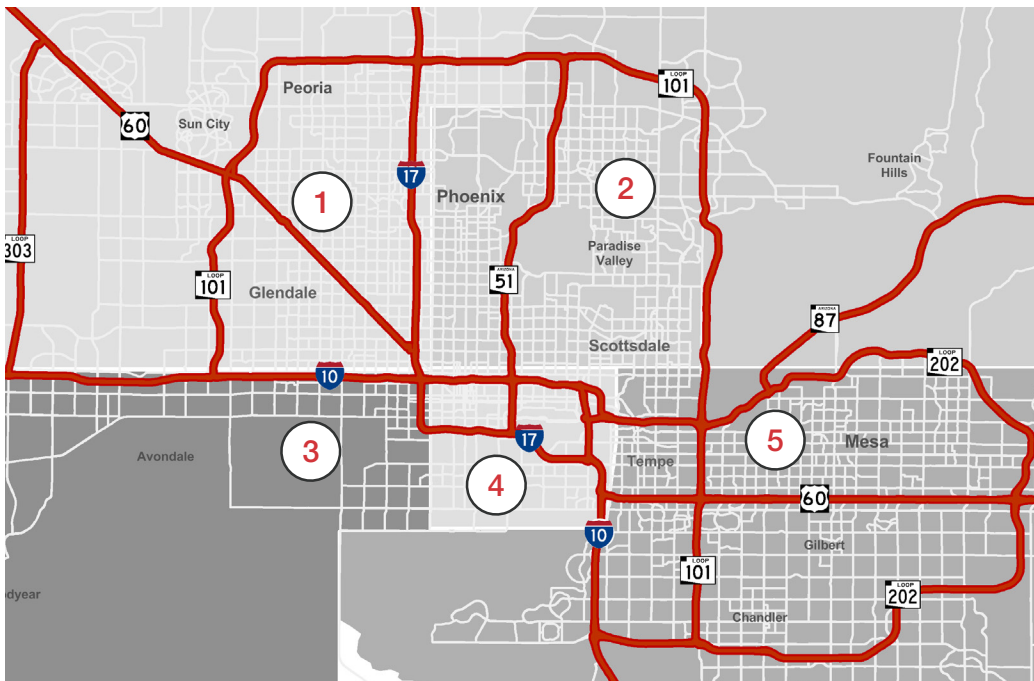 Peoria
LOOP
101
60
Sun City
Fountain
Hills
17
1
2
Phoenix
LOOP
303
Paradise
Valley
LOOP
101
ARIZONA
51
Glendale
ARIZONA
87
Scottsdale
LOOP
202
10
17
3
5
Mesa
Avondale
Tempe
4
60
10
Gilbert
LOOP
101
odyear
LOOP
202
Chandler